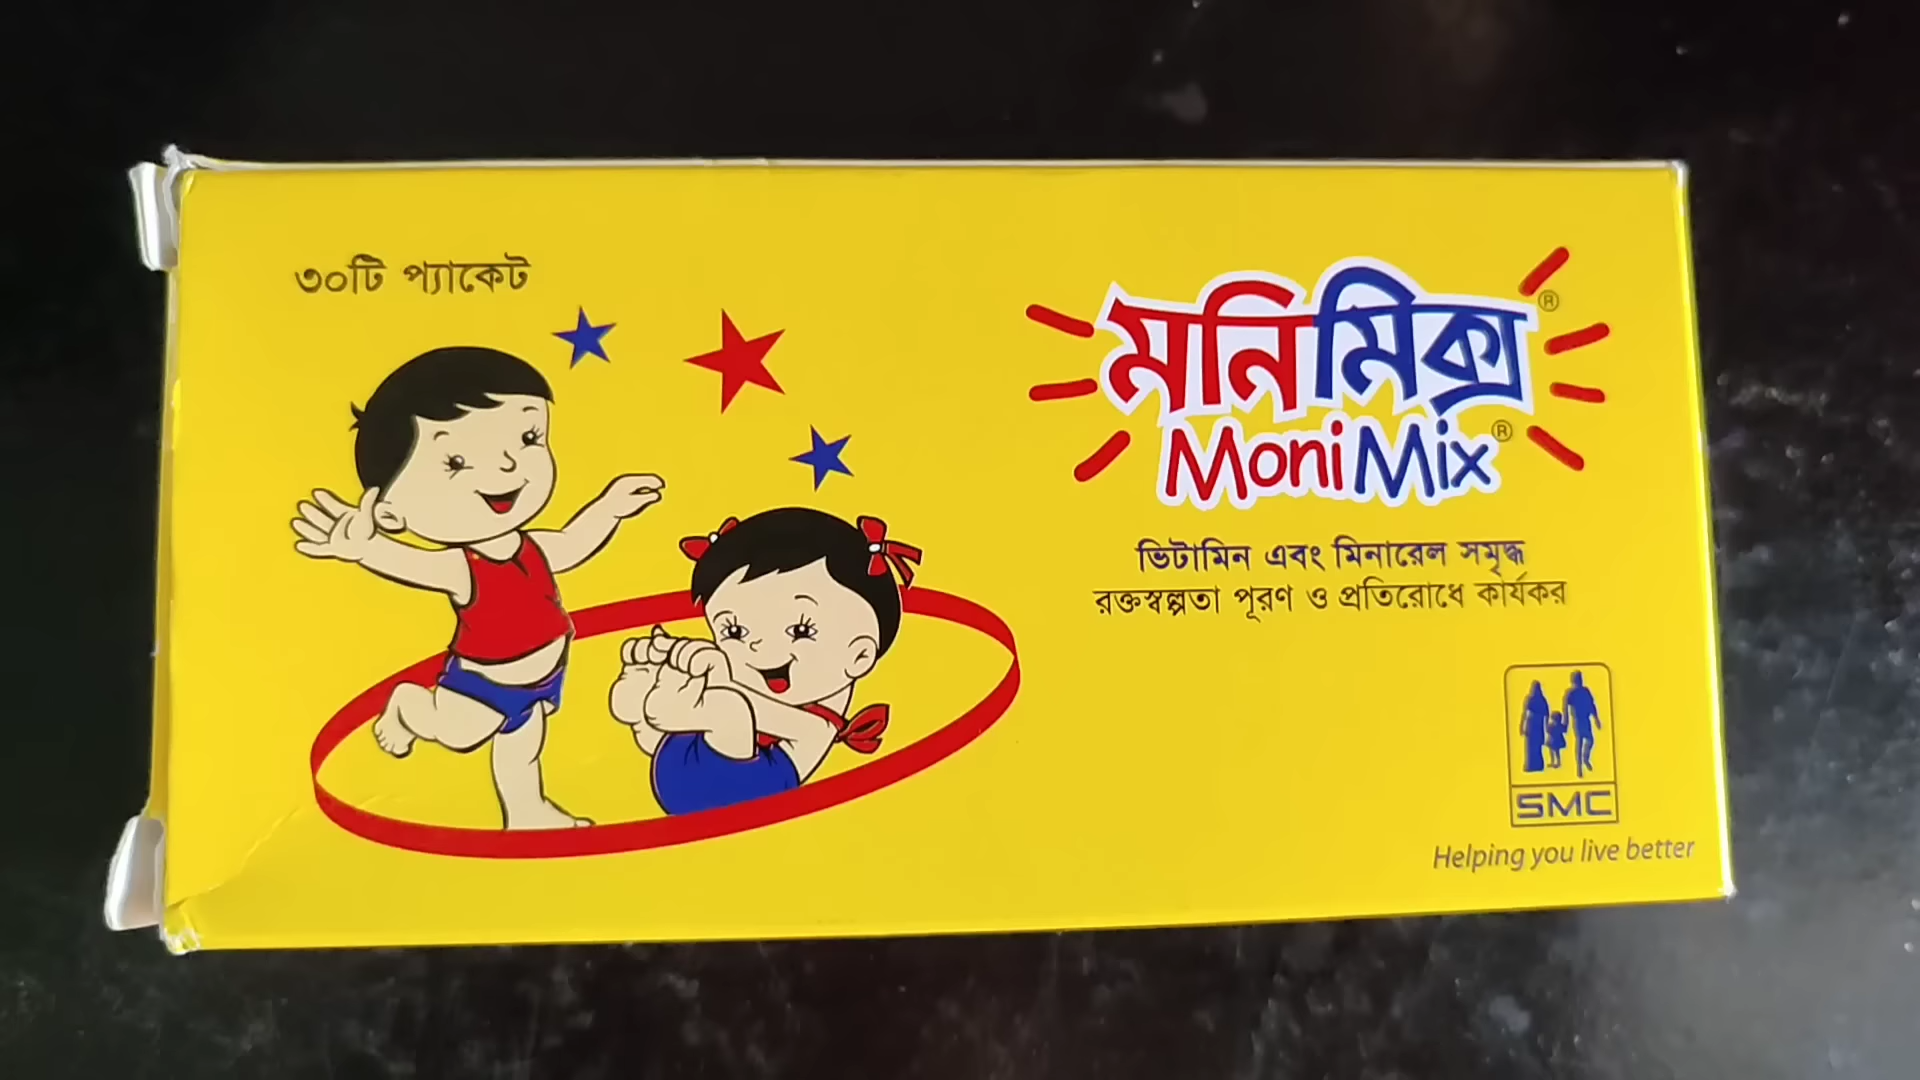 ৩০টি প্যাকেট
মনিমিক্স ®
MoniMix ®
ভিটামিন এবং মিনারেল সমৃদ্ধ
রক্তস্বল্পতা পূরণ ও প্রতিরোধে কার্যকর
SMC
Helping you live better